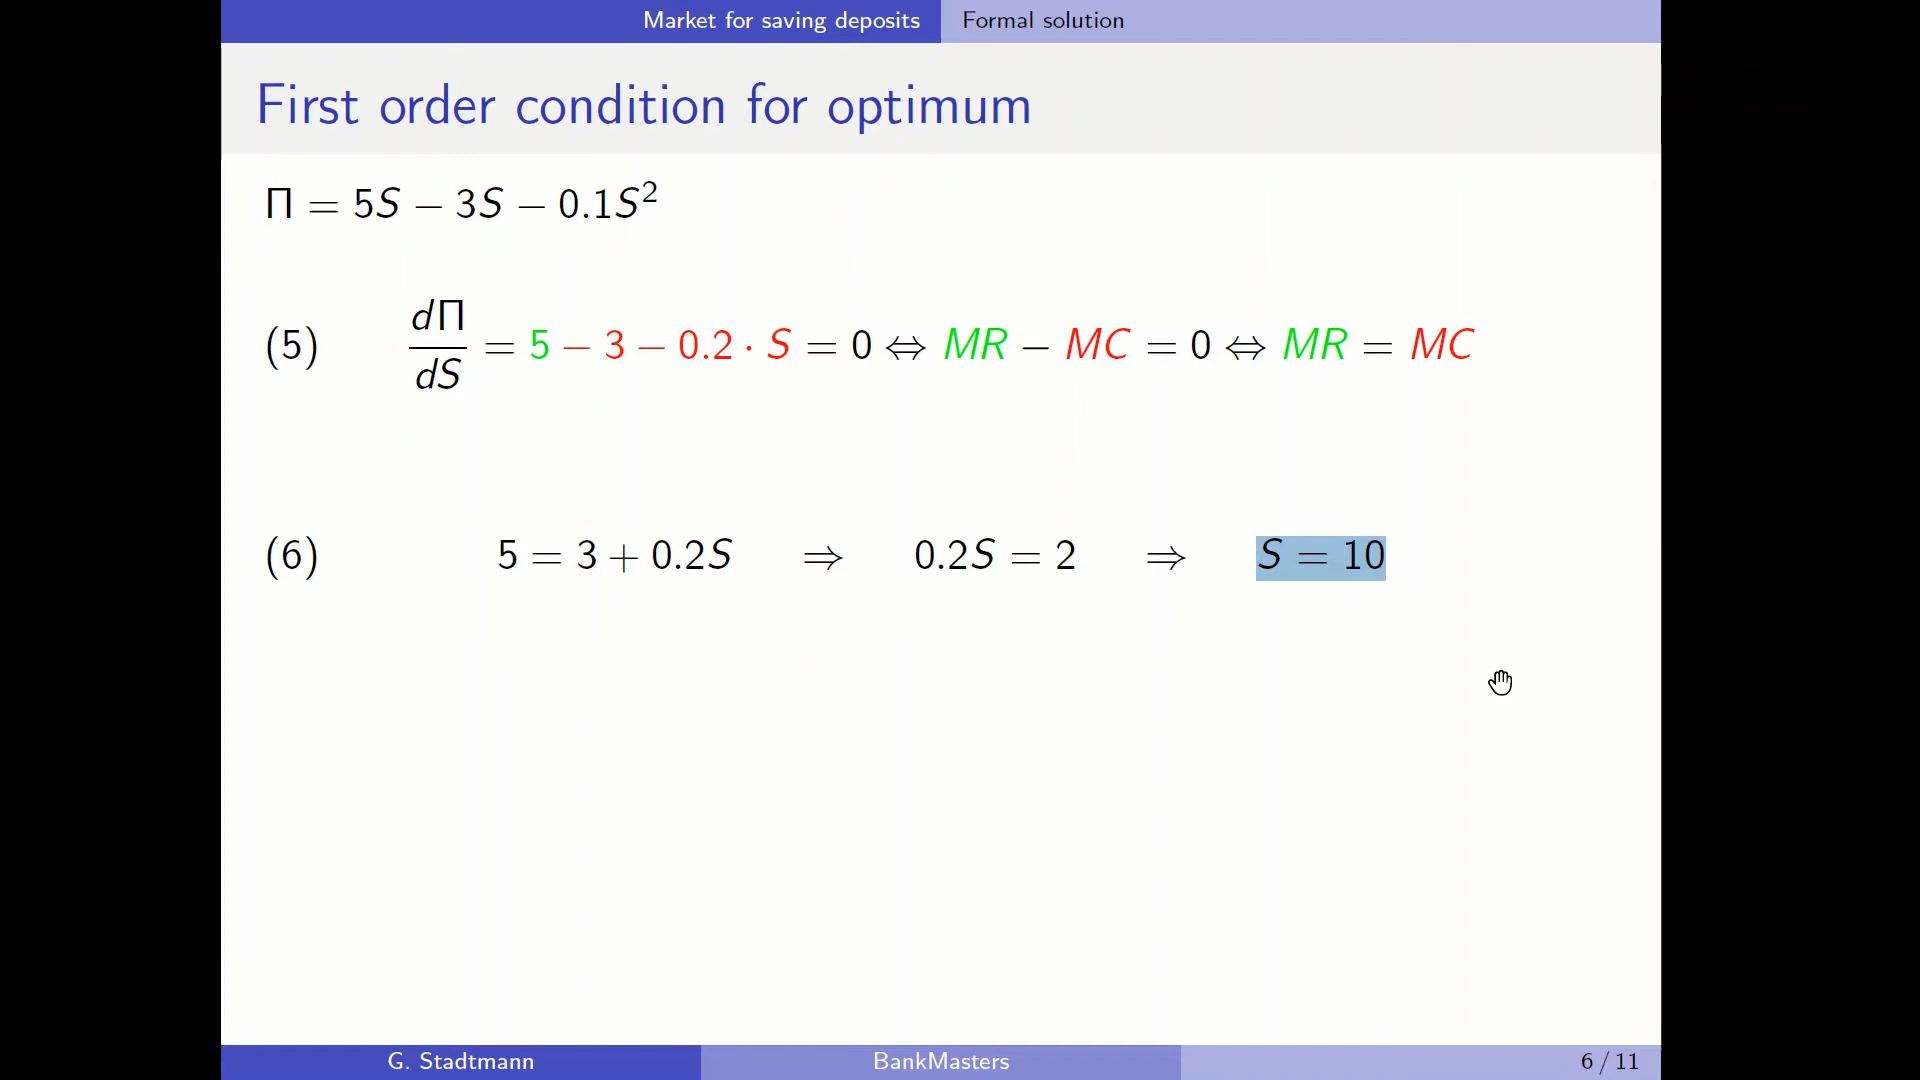 Market for saving deposits Formal solution
First order condition for optimum
Π = 5S − 3S − 0.1S²
(5) dΠ/dS = 5 − 3 − 0.2 · S = 0 ⇔ MR − MC = 0 ⇔ MR = MC
(6) 5 = 3 + 0.2S ⇒ 0.2S = 2 ⇒ S = 10
G. Stadtmann BankMasters 6 / 11